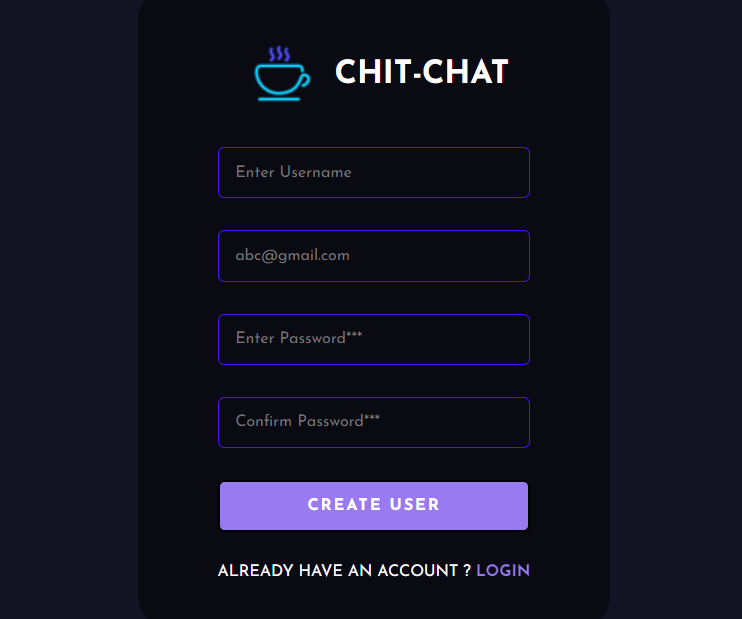 CHIT-CHAT
Enter Username
abc@gmail.com
Enter Password***
Confirm Password***
CREATE USER
ALREADY HAVE AN ACCOUNT ? LOGIN